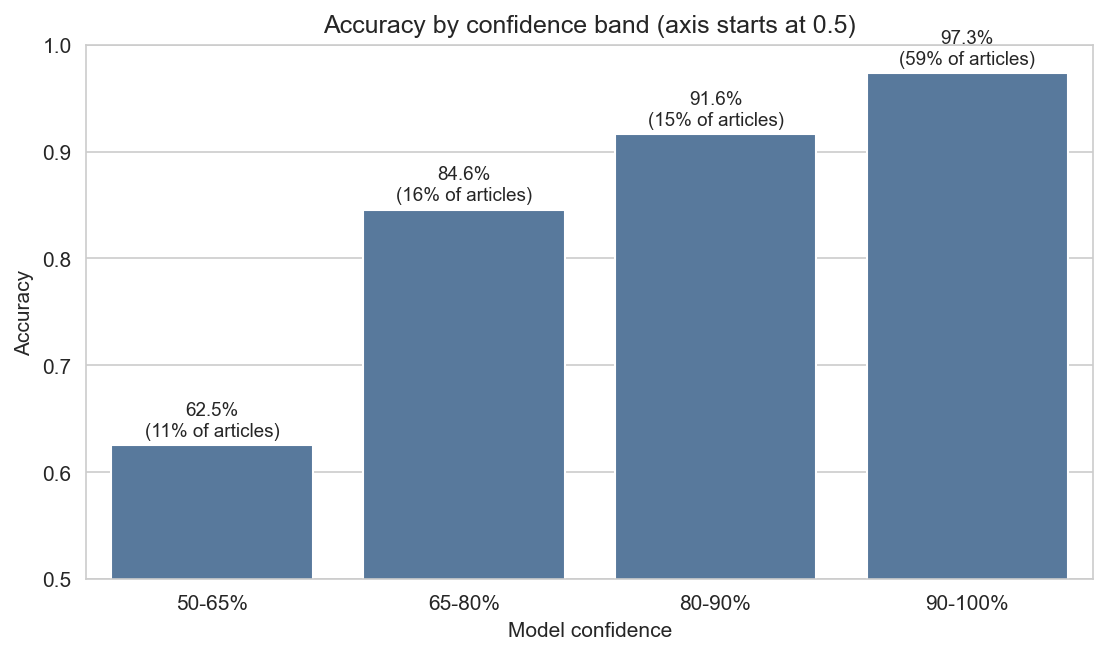 Accuracy by confidence band (axis starts at 0.5)
97.3%
(59% of articles)
91.6%
(15% of articles)
84.6%
(16% of articles)
62.5%
(11% of articles)
1.0
0.9
0.8
0.7
0.6
0.5
Accuracy
50-65%
65-80%
80-90%
90-100%
Model confidence